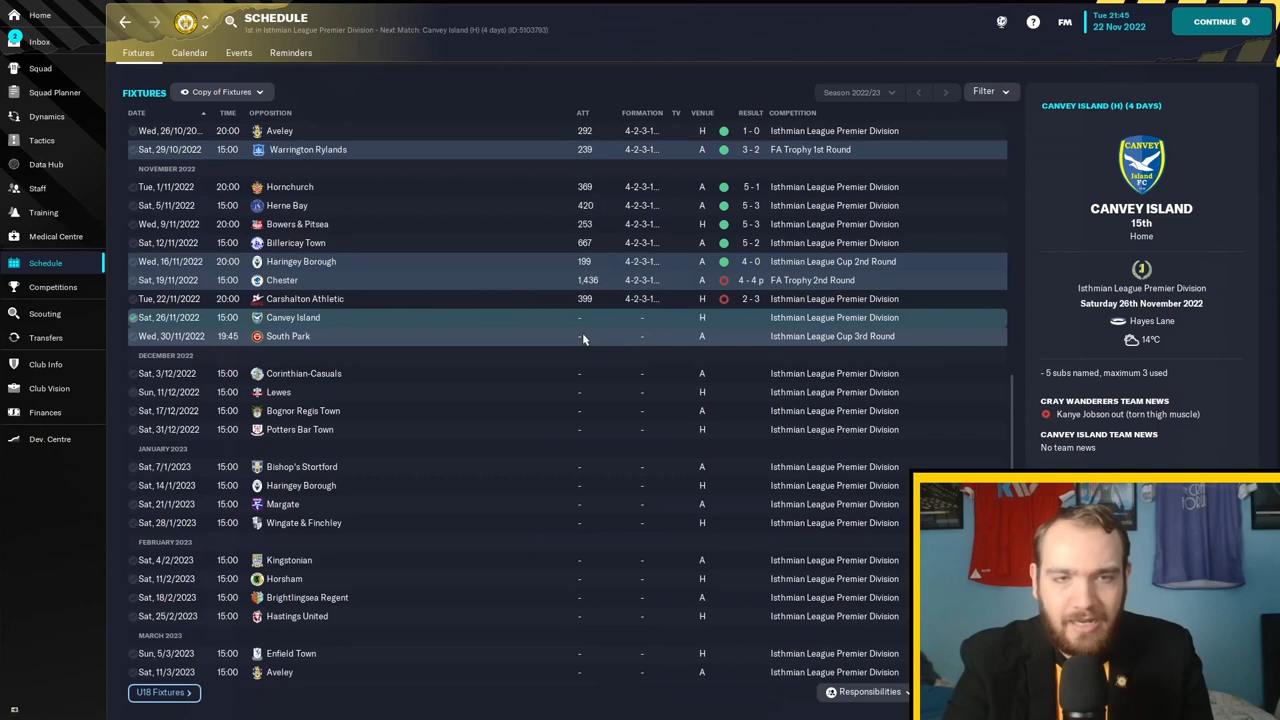 Home
2
Inbox
Squad
Squad Planner
Dynamics
Tactics
Data Hub
Staff
Training
Medical Centre
Schedule
Competitions
Scouting
Transfers
Club Info
Club Vision
Finances
Dev. Centre
SCHEDULE
1st in Isthmian League Premier Division - Next Match: Canvey Island (H) (4 days) (ID:5103793)
FM
Tue 21:45
22 Nov 2022
CONTINUE
Fixtures Calendar Events Reminders
FIXTURES Copy of Fixtures Season 2022/23 Filter
DATE TIME OPPOSITION ATT FORMATION TV VENUE RESULT COMPETITION
Wed, 26/10/20... 20:00 Aveley 292 4-2-3-1... H 1 - 0 Isthmian League Premier Division
Sat, 29/10/2022 15:00 Warrington Rylands 239 4-2-3-1... A 3 - 2 FA Trophy 1st Round
NOVEMBER 2022
Tue, 1/11/2022 20:00 Hornchurch 369 4-2-3-1... A 5 - 1 Isthmian League Premier Division
Sat, 5/11/2022 15:00 Herne Bay 420 4-2-3-1... A 5 - 3 Isthmian League Premier Division
Wed, 9/11/2022 20:00 Bowers & Pitsea 253 4-2-3-1... H 5 - 3 Isthmian League Premier Division
Sat, 12/11/2022 15:00 Billericay Town 667 4-2-3-1... A 5 - 2 Isthmian League Premier Division
Wed, 16/11/2022 20:00 Haringey Borough 199 4-2-3-1... A 4 - 0 Isthmian League Cup 2nd Round
Sat, 19/11/2022 15:00 Chester 1,436 4-2-3-1... A 4 - 4 p FA Trophy 2nd Round
Tue, 22/11/2022 20:00 Carshalton Athletic 399 4-2-3-1... H 2 - 3 Isthmian League Premier Division
Sat, 26/11/2022 15:00 Canvey Island - - H Isthmian League Premier Division
Wed, 30/11/2022 19:45 South Park - - A Isthmian League Cup 3rd Round
DECEMBER 2022
Sat, 3/12/2022 15:00 Corinthian-Casuals - - A Isthmian League Premier Division
Sun, 11/12/2022 15:00 Lewes - - H Isthmian League Premier Division
Sat, 17/12/2022 15:00 Bognor Regis Town - - A Isthmian League Premier Division
Sat, 31/12/2022 15:00 Potters Bar Town - - H Isthmian League Premier Division
JANUARY 2023
Sat, 7/1/2023 15:00 Bishop's Stortford - - A Isthmian League Premier Division
Sat, 14/1/2023 15:00 Haringey Borough - - H Isthmian League Premier Division
Sat, 21/1/2023 15:00 Margate - - A Isthmian League Premier Division
Sat, 28/1/2023 15:00 Wingate & Finchley - - H Isthmian League Premier Division
FEBRUARY 2023
Sat, 4/2/2023 15:00 Kingstonian - - A Isthmian League Premier Division
Sat, 11/2/2023 15:00 Horsham - - H Isthmian League Premier Division
Sat, 18/2/2023 15:00 Brightlingsea Regent - - A Isthmian League Premier Division
Sat, 25/2/2023 15:00 Hastings United - - H Isthmian League Premier Division
MARCH 2023
Sun, 5/3/2023 15:00 Enfield Town - - H Isthmian League Premier Division
Sat, 11/3/2023 15:00 Aveley - - A Isthmian League Premier Division
U18 Fixtures
Responsibilities
CANVEY ISLAND (H) (4 DAYS)
CANVEY
Island
FC
CANVEY ISLAND
15th
Home
Isthmian League Premier Division
Saturday 26th November 2022
Hayes Lane
14°C
- 5 subs named, maximum 3 used
CRAY WANDERERS TEAM NEWS
Kanye Jobson out (torn thigh muscle)
CANVEY ISLAND TEAM NEWS
No team news